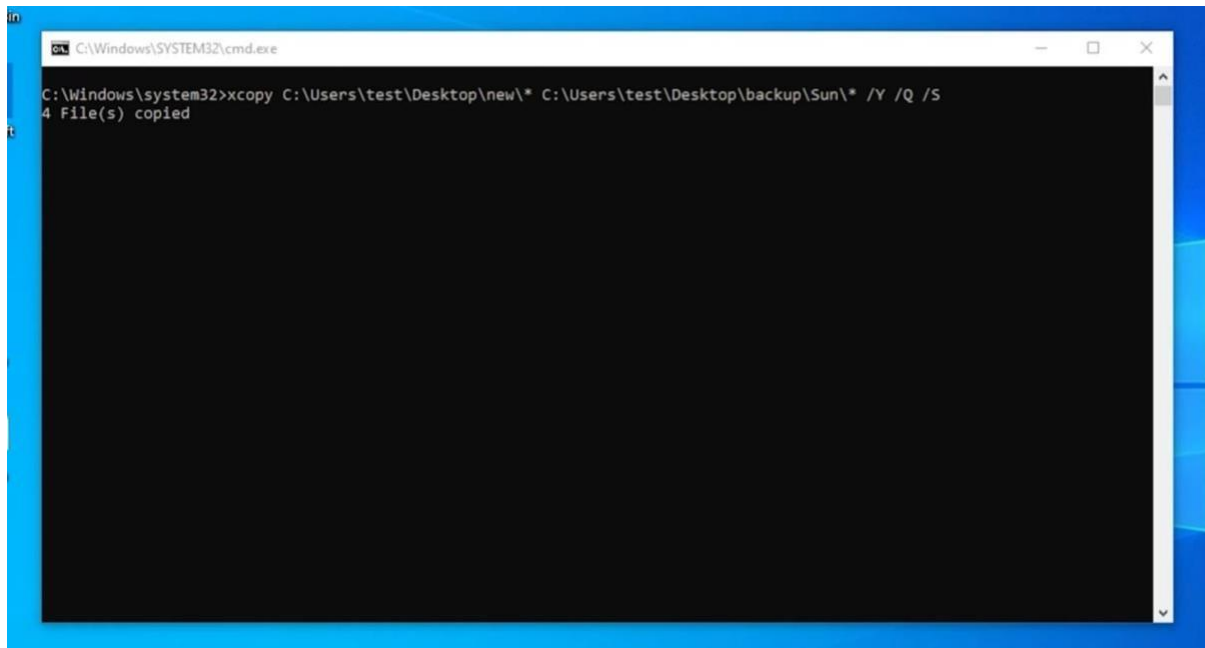 in
C:\Windows\SYSTEM32\cmd.exe
C:\Windows\system32>xcopy C:\Users\test\Desktop\new\* C:\Users\test\Desktop\backup\Sun\* /Y /Q /S
4 File(s) copied
t